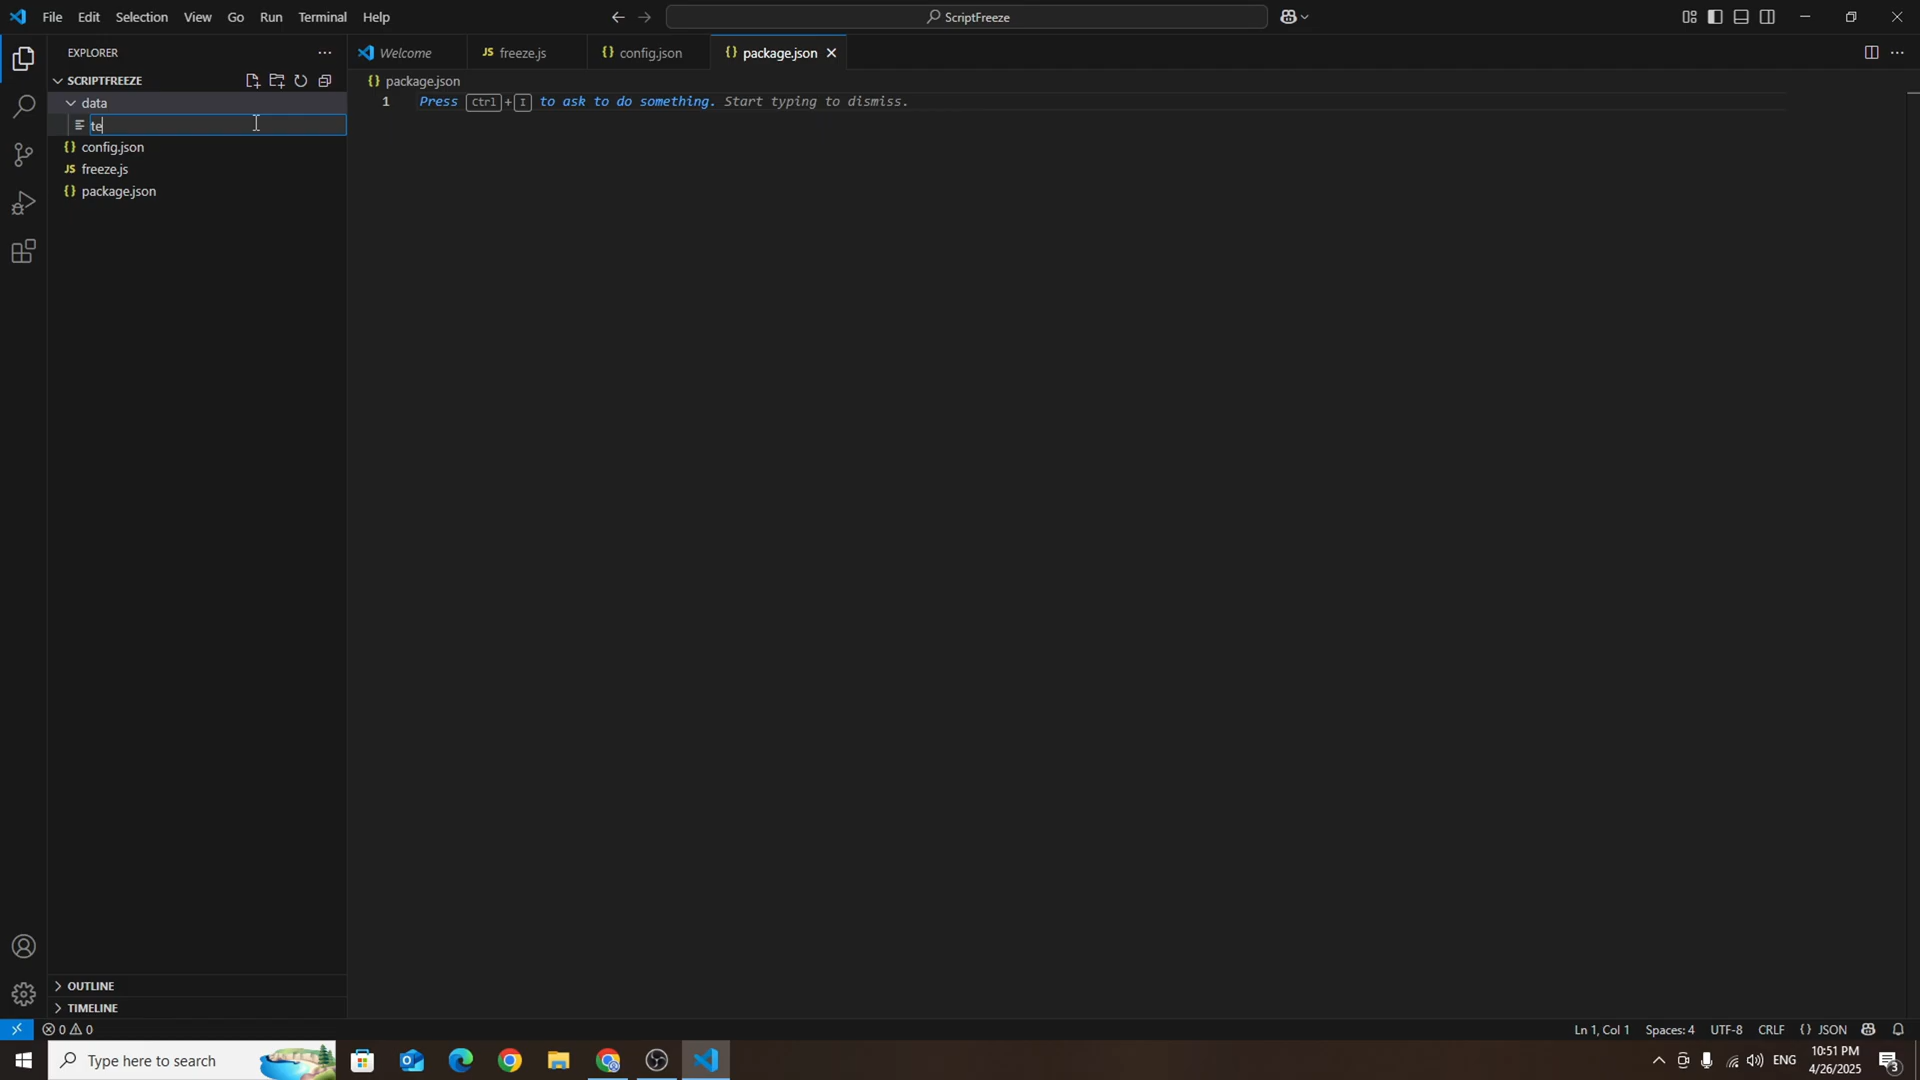 File Edit Selection View Go Run Terminal Help
ScriptFreeze
EXPLORER
Welcome
JS freeze.js
{} config.json
{} package.json
SCRIPTFREEZE
{} package.json
data
te
{} config.json
JS freeze.js
{} package.json
1 Press Ctrl + I to ask to do something. Start typing to dismiss.
OUTLINE
TIMELINE
0 0
Ln 1, Col 1 Spaces: 4 UTF-8 CRLF {} JSON
Type here to search
ENG
10:51 PM
4/26/2025
3